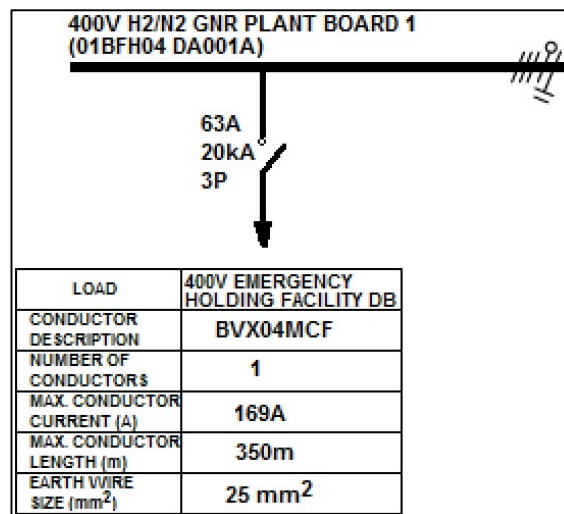 400V H2/N2 GNR PLANT BOARD 1
(01BFH04 DA001A)
63A
20kA
3P
LOAD
400V EMERGENCY
HOLDING FACILITY DB
CONDUCTOR
DESCRIPTION
BVX04MCF
NUMBER OF
CONDUCTORS
1
MAX. CONDUCTOR
CURRENT (A)
169A
MAX. CONDUCTOR
LENGTH (m)
350m
EARTH WIRE
SIZE (mm²)
25 mm²